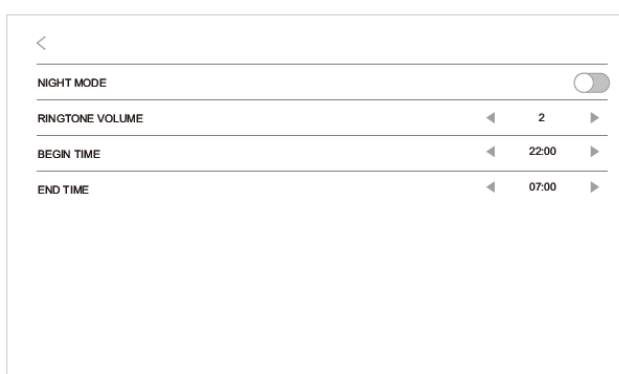 NIGHT MODE
RINGTONE VOLUME 2
BEGIN TIME 22:00
END TIME 07:00